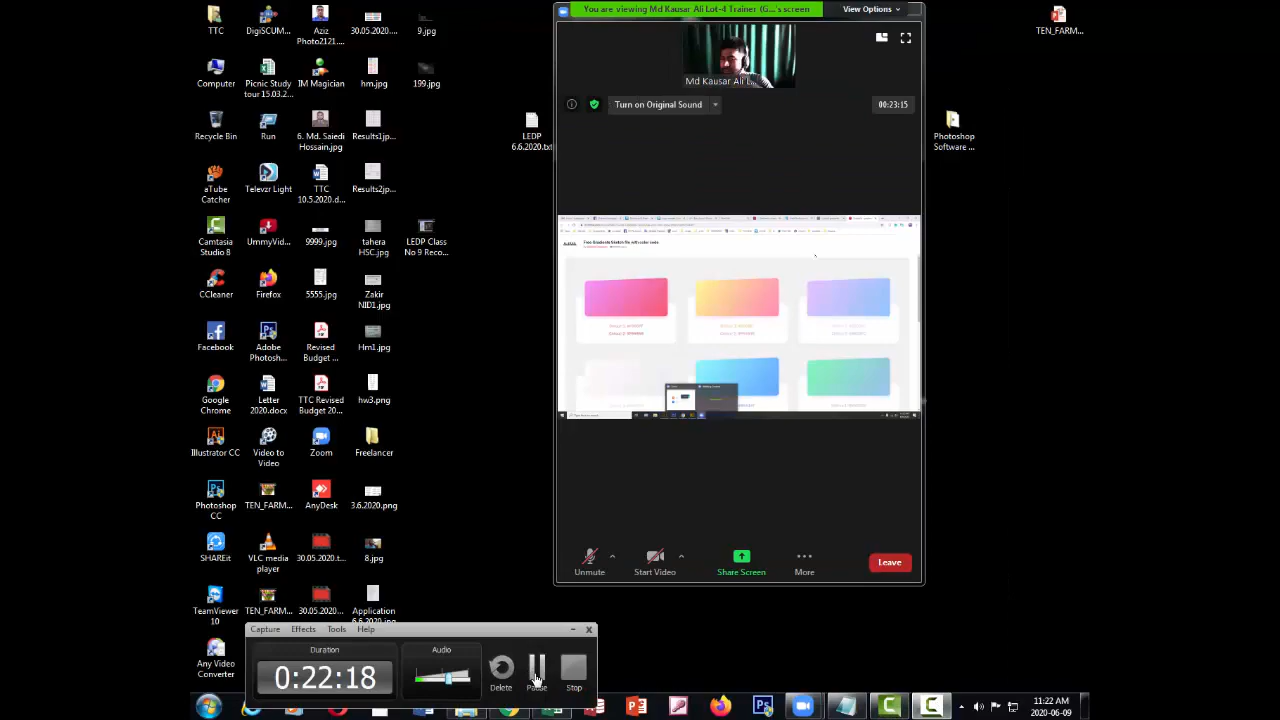 You are viewing Md Kausar Ali Lot-4 Trainer (G...'s screen
View Options
TTC
DigiSCUM...
Aziz Photo2121....
30.05.2020....
9.jpg
TEN_FARM...
Md Kausar Ali L...
Computer
Picnic Study tour 15.03.2...
IM Magician
hm.jpg
199.jpg
Turn on Original Sound
00:23:15
Recycle Bin
Run
6. Md. Saiedi Hossain.jpg
Results1jp...
LEDP 6.6.2020.txt
Photoshop Software ...
aTube Catcher
Televzr Light
TTC 10.5.2020.d...
Results2jp...
Camtasia Studio 8
UmmyVid...
9999.jpg
tahera HSC.jpg
LEDP Class No 9 Reco...
CCleaner
Firefox
5555.jpg
Zakir NID1.jpg
Facebook
Adobe Photosh...
Revised Budget ...
Hm1.jpg
Google Chrome
Letter 2020.docx
TTC Revised Budget 20...
hw3.png
Illustrator CC
Video to Video
Zoom
Freelancer
Photoshop CC
TEN_FARM...
AnyDesk
3.6.2020.png
SHAREit
VLC media player
30.05.2020.t...
8.jpg
Unmute
Start Video
Share Screen
More
Leave
TeamViewer 10
TEN_FARM...
30.05.2020...
Application 6.6.2020.jpg
Any Video Converter
Capture Effects Tools Help
Duration
Audio
0:22:18
Delete
Pause
Stop
11:22 AM
2020-06-09